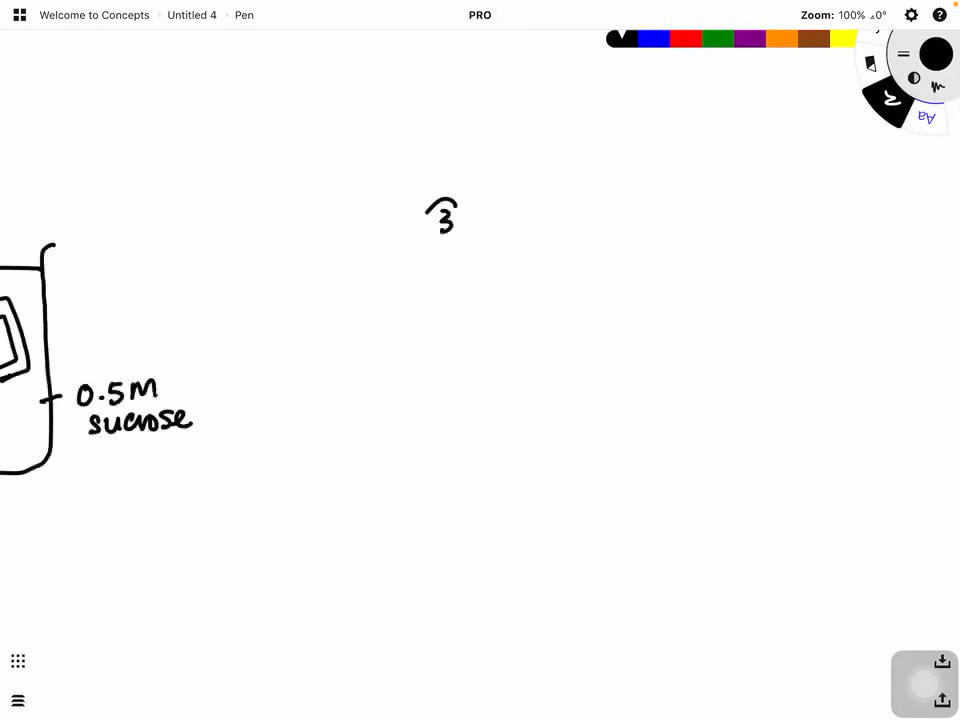 Welcome to Concepts › Untitled 4 › Pen
PRO
Zoom: 100% ⊿0°
?
Aa
3
0.5M
sucrose